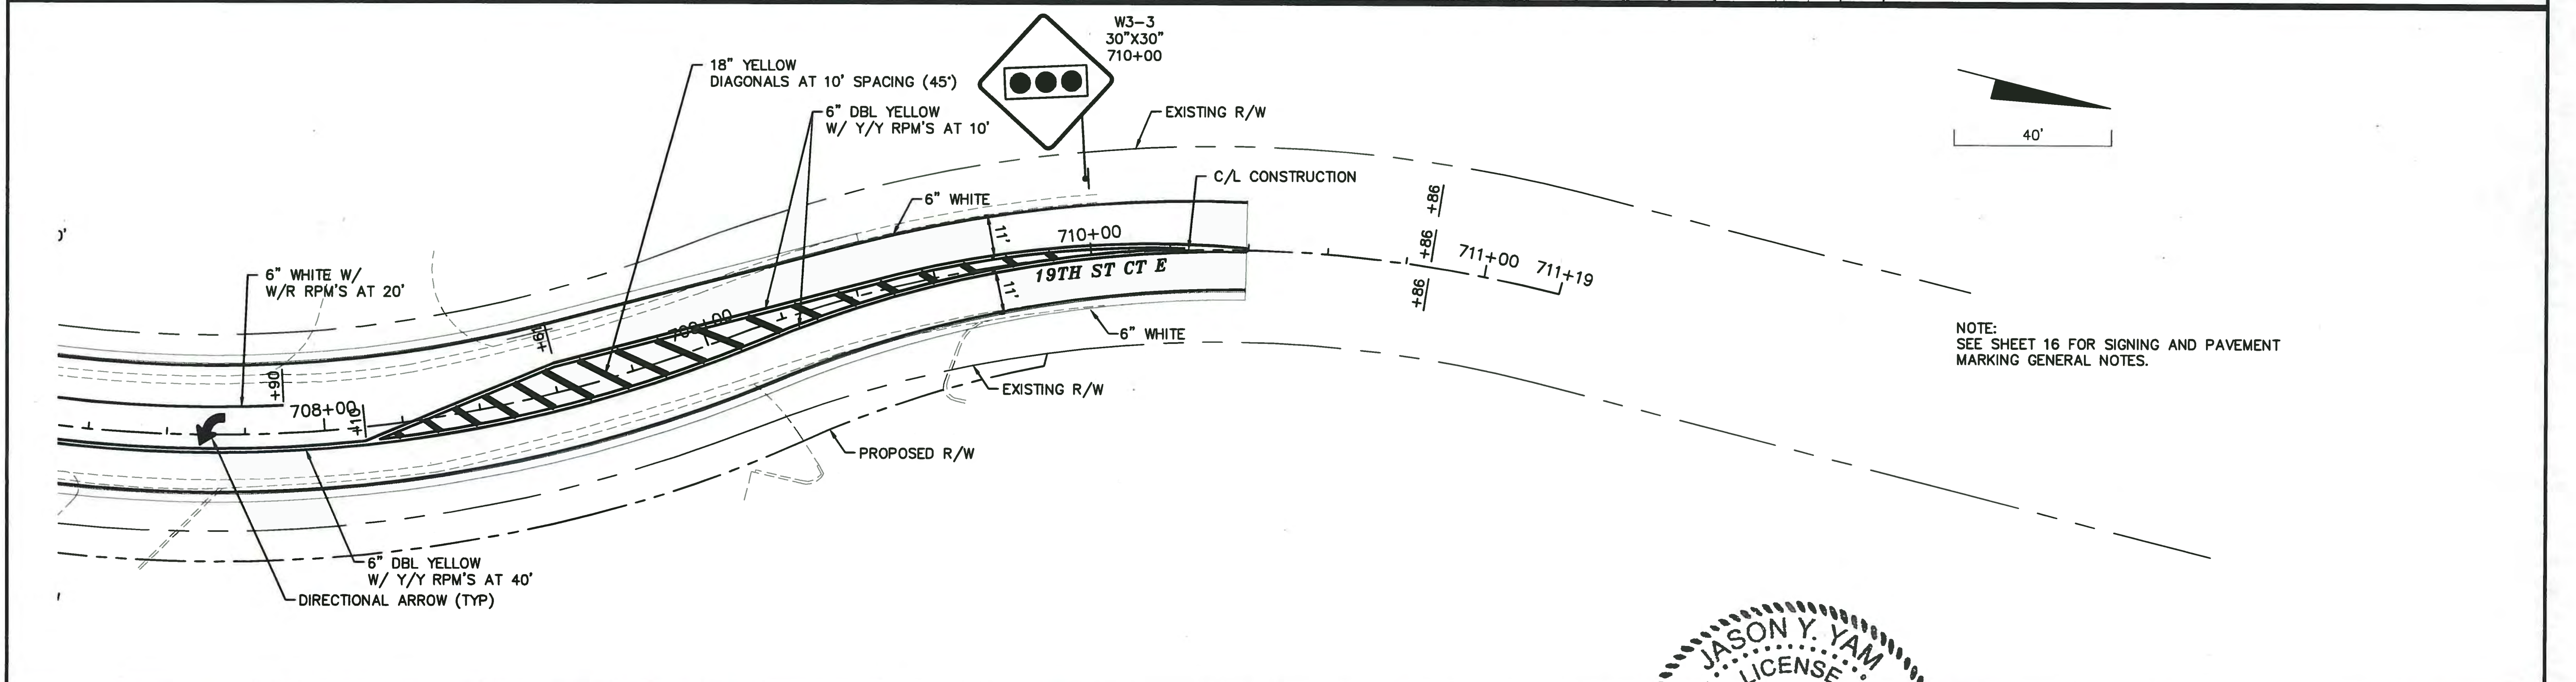 W3-3
30"X30"
710+00
18" YELLOW
DIAGONALS AT 10' SPACING (45°)
6" DBL YELLOW
W/ Y/Y RPM'S AT 10'
EXISTING R/W
40'
C/L CONSTRUCTION
6" WHITE
+86
11'
710+00
+86
711+00
711+19
0'
6" WHITE W/
W/R RPM'S AT 20'
19TH ST CT E
11'
+86
709+00
+61
6" WHITE
NOTE:
SEE SHEET 16 FOR SIGNING AND PAVEMENT
MARKING GENERAL NOTES.
+90
708+00
+10
EXISTING R/W
PROPOSED R/W
6" DBL YELLOW
W/ Y/Y RPM'S AT 40'
DIRECTIONAL ARROW (TYP)
JASON Y. YAM
LICENSE